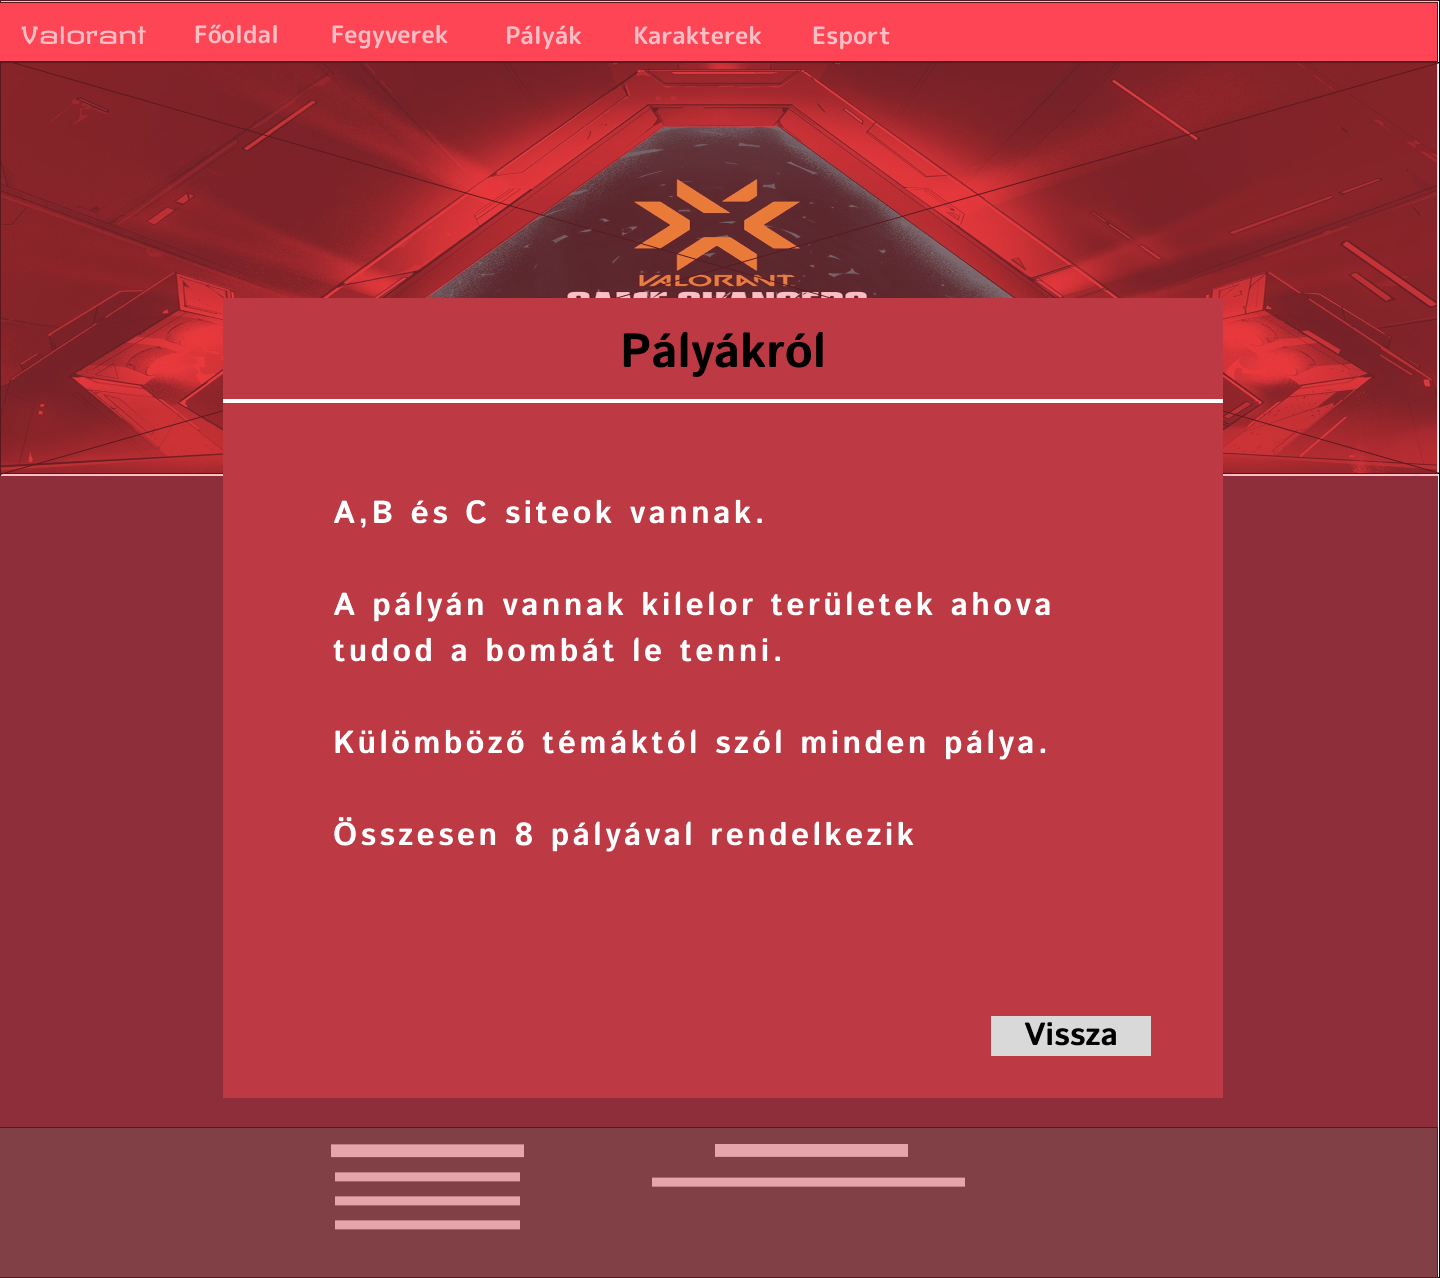 Valorant Főoldal Fegyverek Pályák Karakterek Esport
VALORANT
Pályákról
A,B és C siteok vannak.
A pályán vannak kilelor területek ahova
tudod a bombát le tenni.
Külömböző témáktól szól minden pálya.
Összesen 8 pályával rendelkezik
Vissza